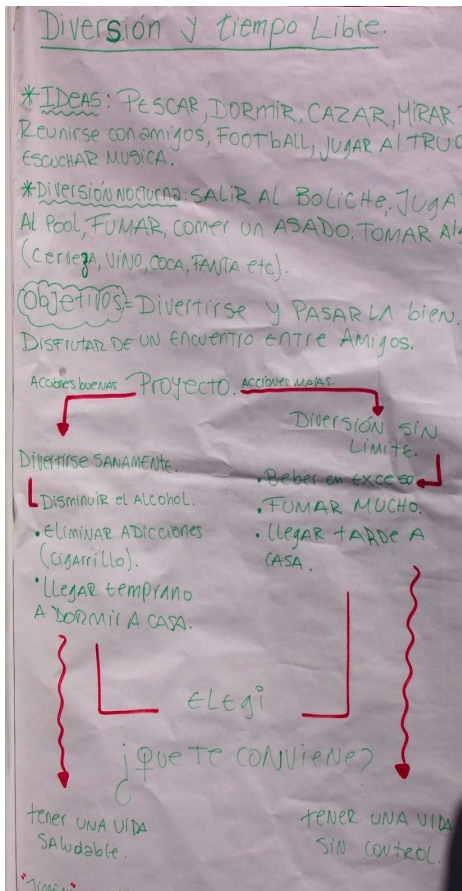 Diversión y tiempo Libre.
*IDEAS: PESCAR, DORMIR, CAZAR, MIRAR
Reunirse con amigos, FOOTBALL, JUGAR Al TRUC
ESCUCHAR MUSICA.
*Diversión nocturna: SALIR AL BOLICHE, JUGA
Al Pool, FUMAR, comer un ASADO. TOMAR Al
(Cerveza, VINO, COCA, FANTA etc).
Objetivos= Divertirse y PASARLA bien.
DISFRUTAR DE UN ENCUENTRO ENTRE Amigos.
Acciones buenas Proyecto. ACCIONES MALAS.
Diversión SIN
LIMITE.
Divertirse SANAMENTE.
• Beber en exceso
Disminuir el Alcohol.
• FUMAR MUCHO.
• Eliminar ADICCIONES
(CigARRillo).
• llEGAR tARDE A
CASA.
• llEGAR tempRANO
A DORMIR A CASA.
ELEgi
¿QUE TE CONVIENE?
tener UNA VIDA
SAludable.
TENER UNA VIDA
SIN CONTROL.